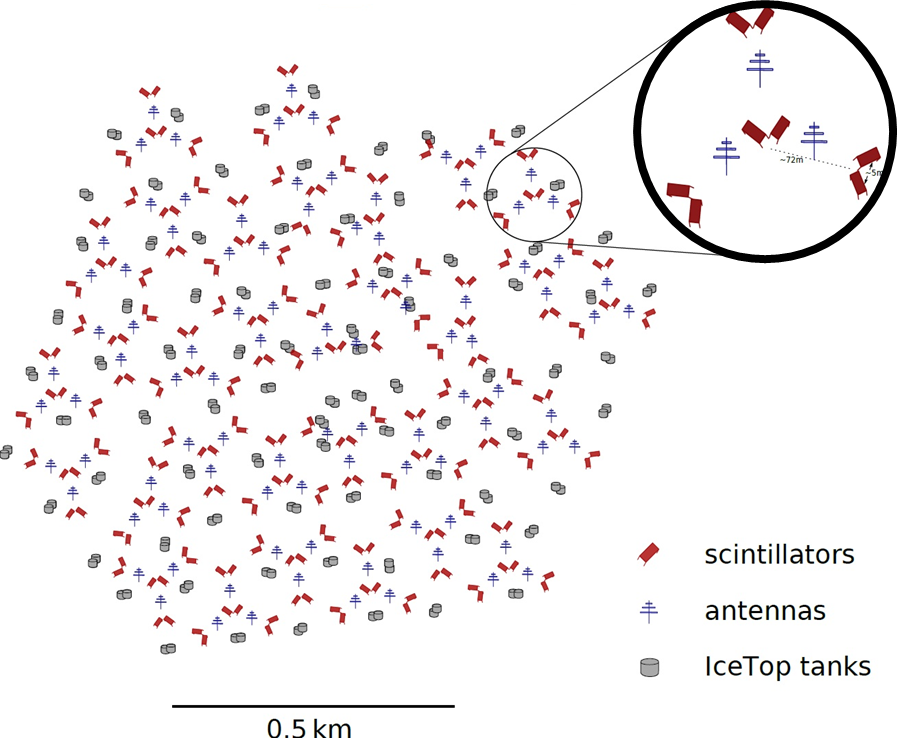 ~72m
~5m
scintillators
antennas
IceTop tanks
0.5 km